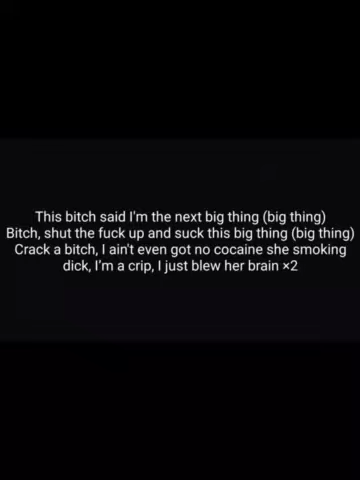 This bitch said I'm the next big thing (big thing)
Bitch, shut the fuck up and suck this big thing (big thing)
Crack a bitch, I ain't even got no cocaine she smoking
dick, I'm a crip, I just blew her brain ×2